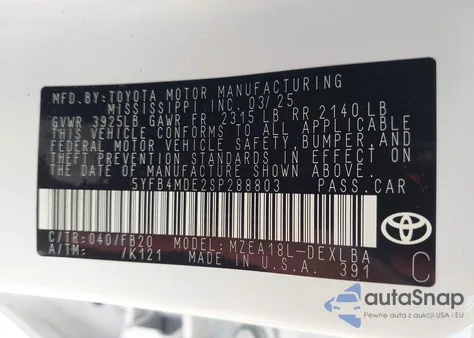 MFD.BY:TOYOTA MOTOR MANUFACTURING
MISSISSIPPI INC. 03/25
GVWR 3925LB GAWR FR 2315 LB RR 2140 LB
THIS VEHICLE CONFORMS TO ALL APPLICABLE
FEDERAL MOTOR VEHICLE SAFETY, BUMPER, AND
THEFT PREVENTION STANDARDS IN EFFECT ON
THE DATE OF MANUFACTURE SHOWN ABOVE.
5YFB4MDE2SP288803 PASS.CAR
C/TR:040/FB20 MODEL: MZEA18L-DEXLBA
A/TM: /K121 MADE IN U.S.A. 391
C
TOYOTA
autoSnap
Pewne auta z aukcji USA i EU